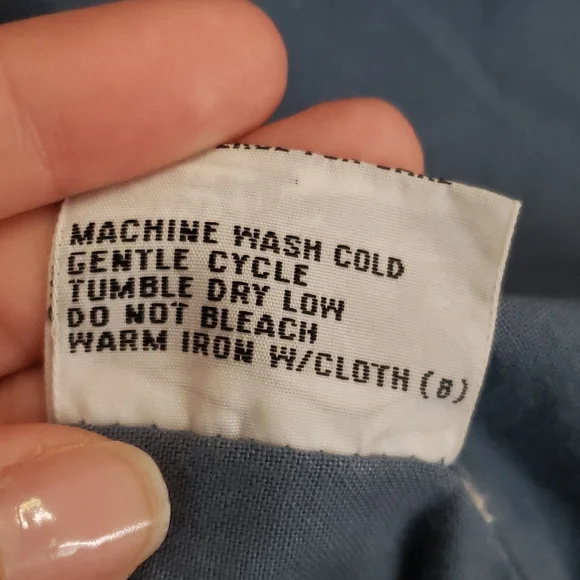 MACHINE WASH COLD
GENTLE CYCLE
TUMBLE DRY LOW
DO NOT BLEACH
WARM IRON W/CLOTH (8)